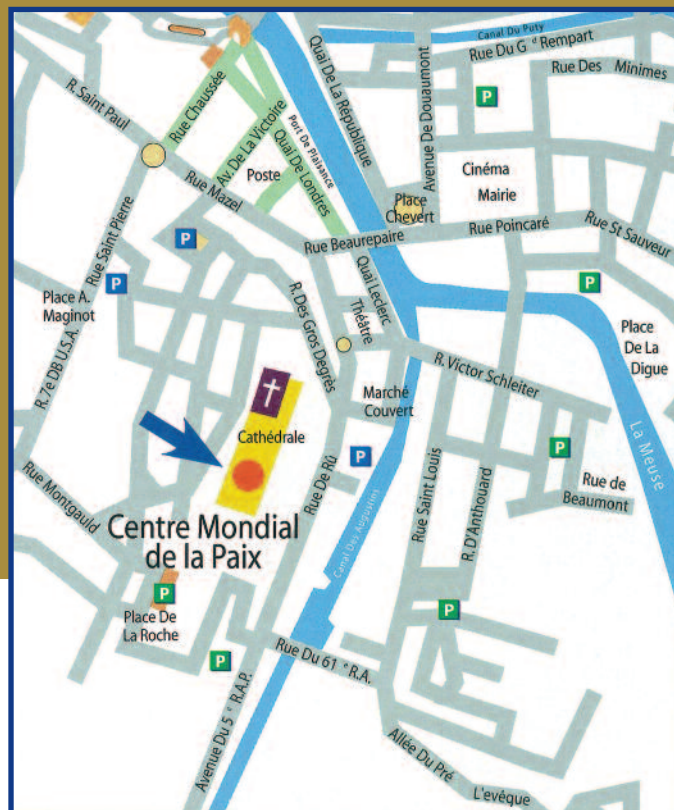 Canal Du Puty
Rue Du Gd Rempart
Rue Des Minimes
Quai De La République
Avenue De Douaumont
P
R. Saint Paul
Rue Chaussée
Av. De La Victoire
Port De Plaisance
Quai De Londres
Poste
Rue Mazel
Cinéma
Mairie
Place
Chevert
Rue Poincaré
Rue St Sauveur
Rue Beaurepaire
Rue Saint Pierre
P
P
Place A.
Maginot
R. 7e DB U.S.A.
R. Des Gros Degrès
Quai Leclerc
Théâtre
P
Place
De La
Digue
R. Victor Schleiter
Marché
Couvert
Cathédrale
P
P
La Meuse
Rue De Rû
Canal Des Augustins
Rue Saint Louis
R. D'Anthouard
Rue de
Beaumont
Rue Montgauld
Centre Mondial
de la Paix
P
Place De
La Roche
P
P
Rue Du 61 e R.A.
Avenue Du 5 e R.A.P.
Allée Du Pré
L'evêque